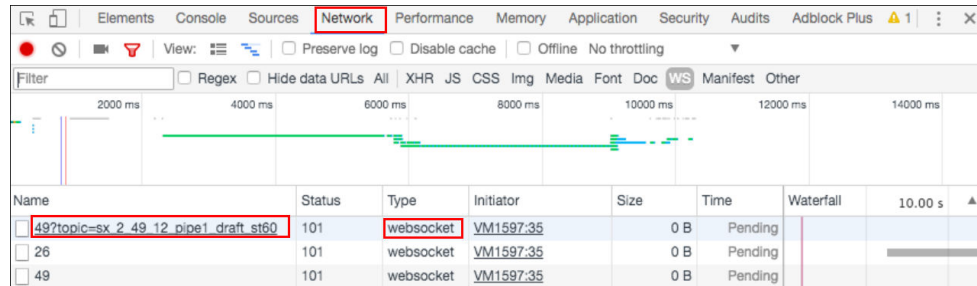 Elements Console Sources Network Performance Memory Application Security Audits Adblock Plus 1
View: Preserve log Disable cache Offline No throttling
Filter Regex Hide data URLs All XHR JS CSS Img Media Font Doc WS Manifest Other
2000 ms 4000 ms 6000 ms 8000 ms 10000 ms 12000 ms 14000 ms
Name Status Type Initiator Size Time Waterfall 10.00 s
49?topic=sx_2_49_12_pipe1_draft_st60 101 websocket VM1597:35 0 B Pending
26 101 websocket VM1597:35 0 B Pending
49 101 websocket VM1597:35 0 B Pending